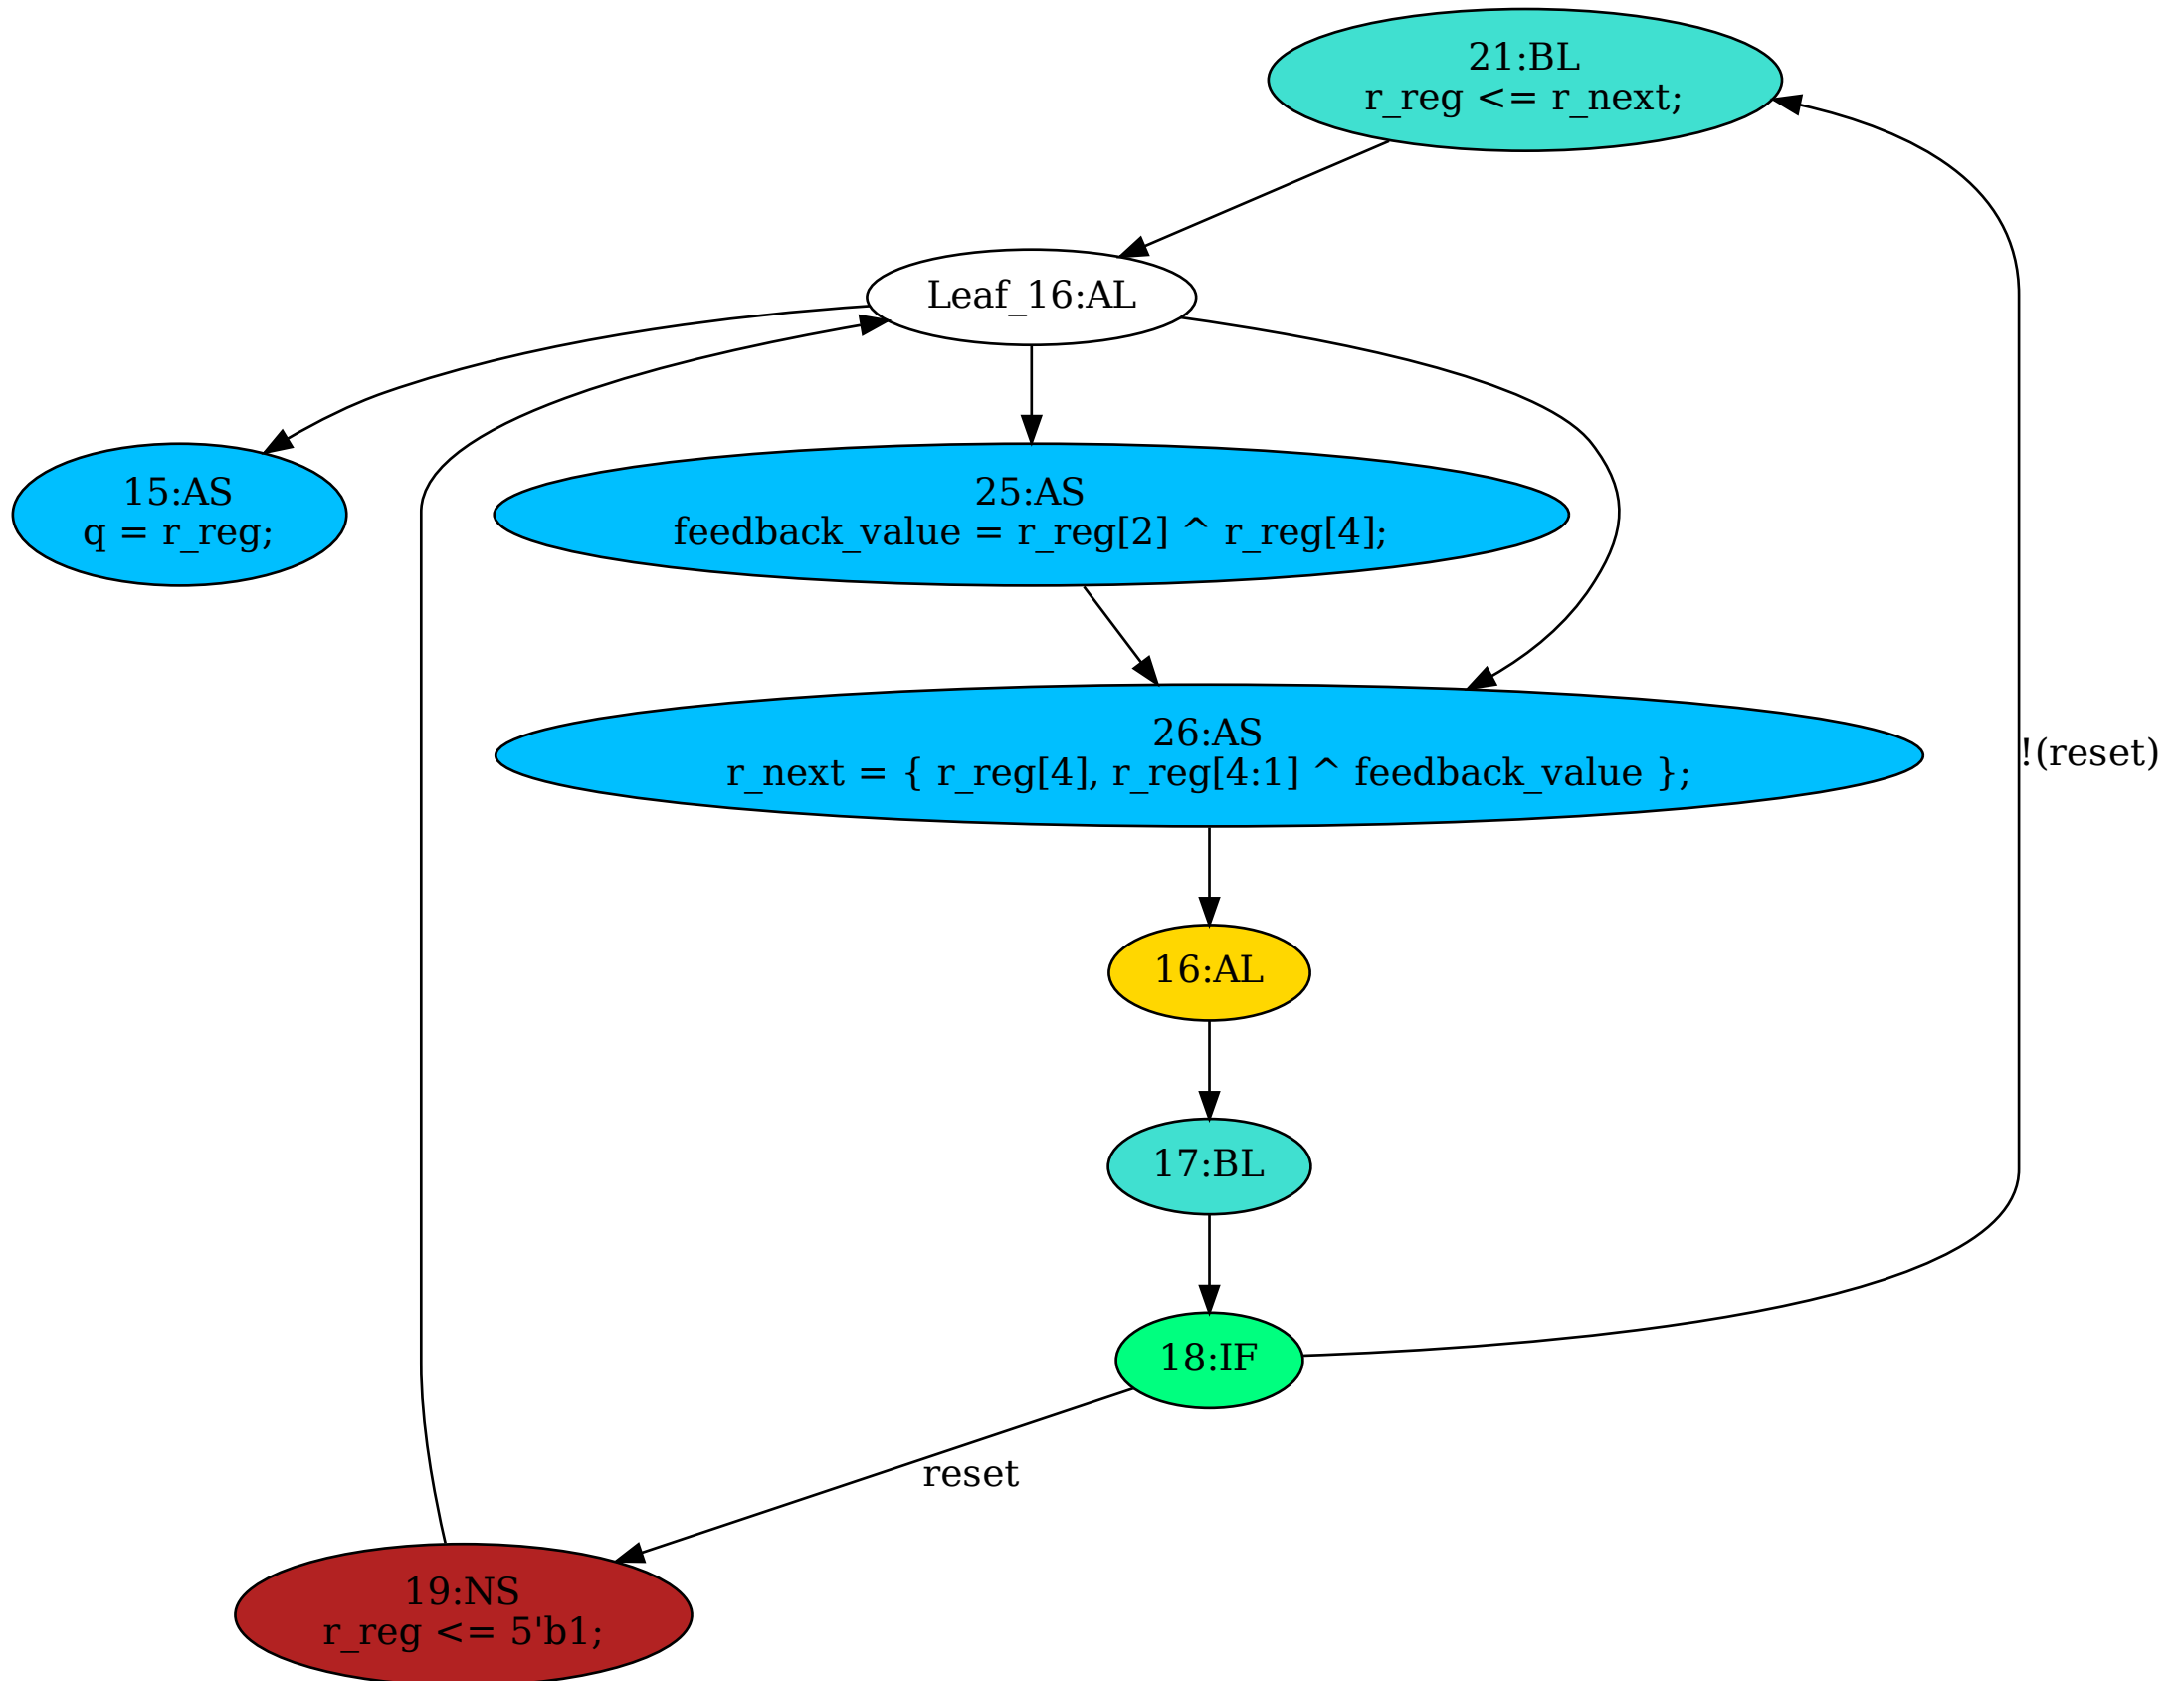 21:BL
r_reg <= r_next;
Leaf_16:AL
15:AS
q = r_reg;
25:AS
feedback_value = r_reg[2] ^ r_reg[4];
26:AS
r_next = { r_reg[4], r_reg[4:1] ^ feedback_value };
!(reset)
16:AL
17:BL
18:IF
reset
19:NS
r_reg <= 5'b1;